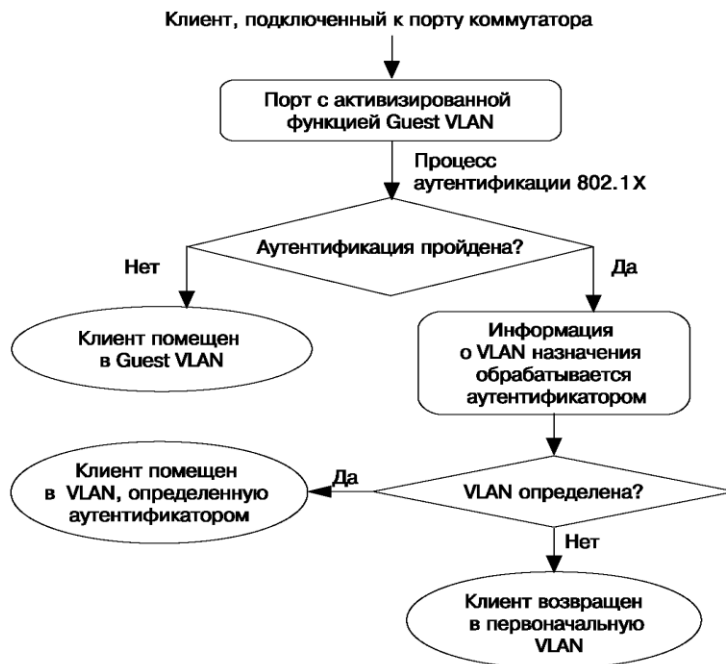 Клиент, подключенный к порту коммутатора
Порт с активизированной
функцией Guest VLAN
Процесс
аутентификации 802.1X
Аутентификация пройдена?
Нет
Да
Клиент помещен
в Guest VLAN
Информация
о VLAN назначения
обрабатывается
аутентификатором
Клиент помещен
в VLAN, определенную
аутентификатором
Да
VLAN определена?
Нет
Клиент возвращен
в первоначальную
VLAN